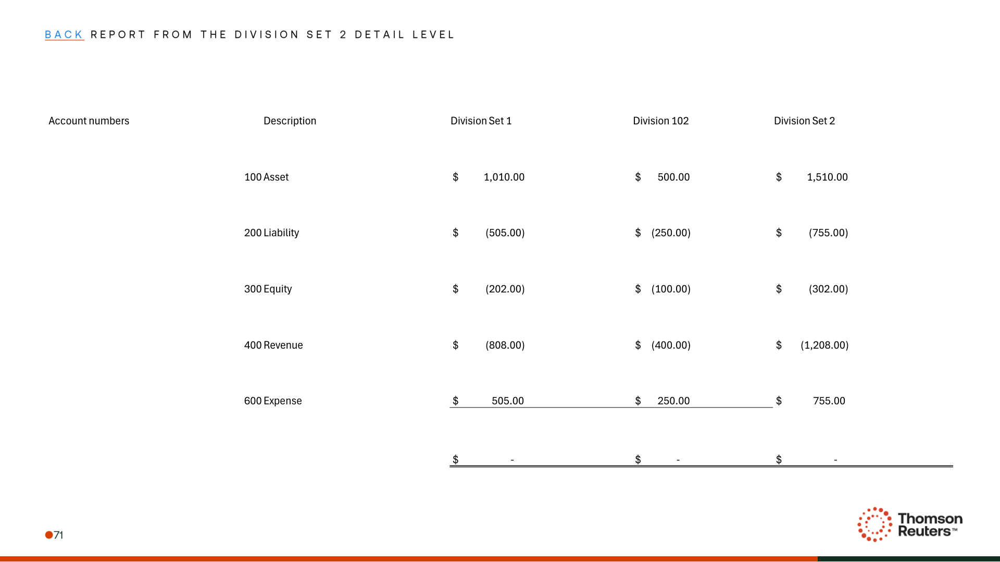 BACK REPORT FROM THE DIVISION SET 2 DETAIL LEVEL
Account numbers Description Division Set 1 Division 102 Division Set 2
100 Asset $ 1,010.00 $ 500.00 $ 1,510.00
200 Liability $ (505.00) $ (250.00) $ (755.00)
300 Equity $ (202.00) $ (100.00) $ (302.00)
400 Revenue $ (808.00) $ (400.00) $ (1,208.00)
600 Expense $ 505.00 $ 250.00 $ 755.00
$ - $ - $ -
71
Thomson
Reuters™